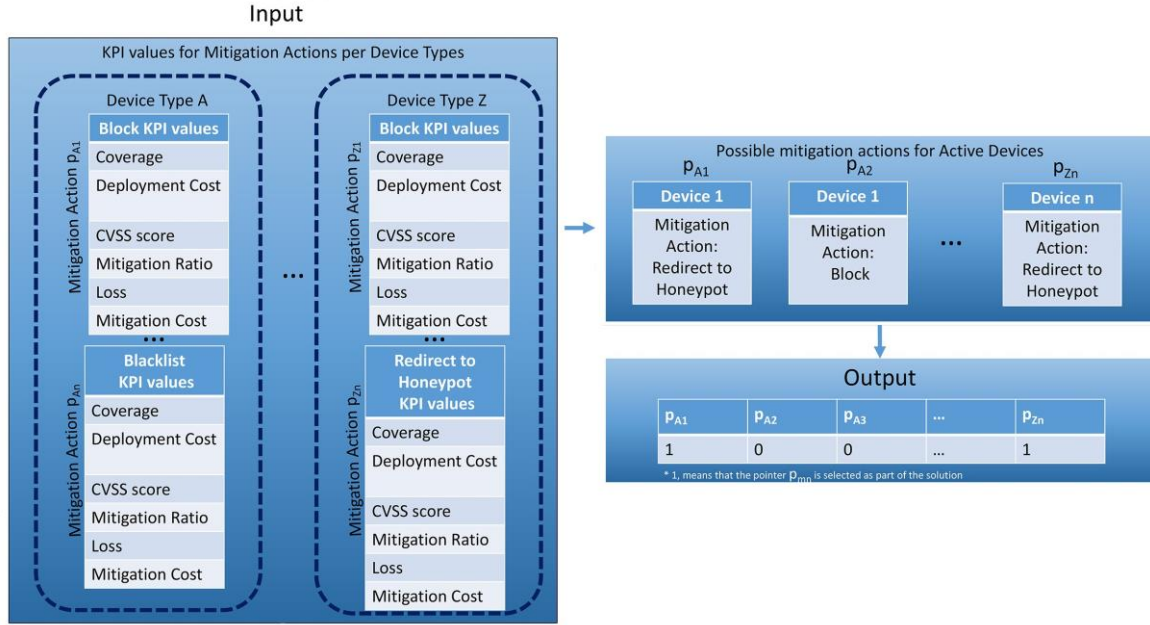 Input
KPI values for Mitigation Actions per Device Types
Device Type A
Mitigation Action pA1
Block KPI values
Coverage
Deployment Cost
CVSS score
Mitigation Ratio
Loss
Mitigation Cost
...
Mitigation Action pAn
Blacklist
KPI values
Coverage
Deployment Cost
CVSS score
Mitigation Ratio
Loss
Mitigation Cost
...
Device Type Z
Mitigation Action pZ1
Block KPI values
Coverage
Deployment Cost
CVSS score
Mitigation Ratio
Loss
Mitigation Cost
...
Mitigation Action pZn
Redirect to
Honeypot
KPI values
Coverage
Deployment Cost
CVSS score
Mitigation Ratio
Loss
Mitigation Cost
Possible mitigation actions for Active Devices
pA1
Device 1
Mitigation
Action:
Redirect to
Honeypot
pA2
Device 1
Mitigation
Action:
Block
...
pZn
Device n
Mitigation
Action:
Redirect to
Honeypot
Output
pA1 pA2 pA3 ... pZn
1 0 0 ... 1
* 1, means that the pointer pmn is selected as part of the solution